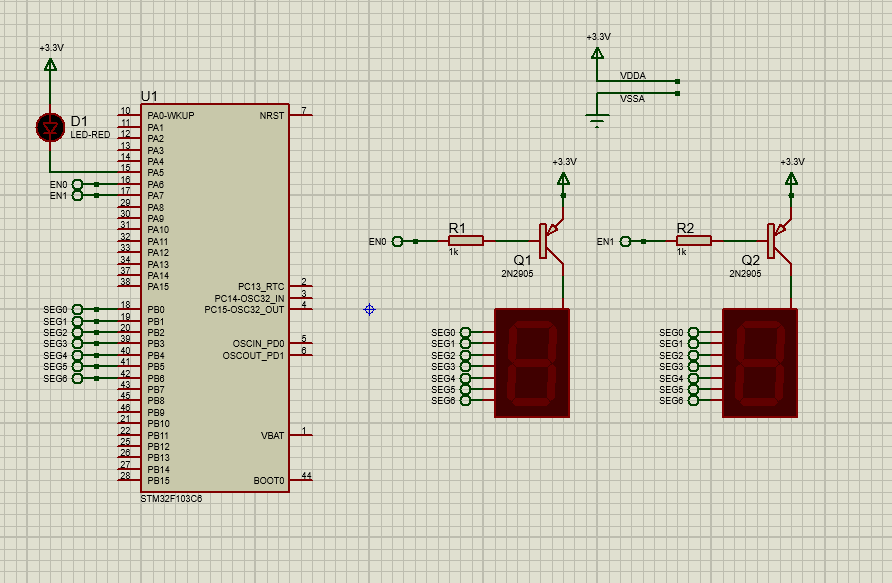 +3.3V
D1
LED-RED
U1
10 PA0-WKUP
11 PA1
12 PA2
13 PA3
14 PA4
15 PA5
EN0 16 PA6
EN1 17 PA7
29 PA8
30 PA9
31 PA10
32 PA11
33 PA12
34 PA13
37 PA14
38 PA15
SEG0 18 PB0
SEG1 19 PB1
SEG2 20 PB2
SEG3 39 PB3
SEG4 40 PB4
SEG5 41 PB5
SEG6 42 PB6
43 PB7
45 PB8
46 PB9
21 PB10
22 PB11
25 PB12
26 PB13
27 PB14
28 PB15
NRST 7
PC13_RTC 2
PC14-OSC32_IN 3
PC15-OSC32_OUT 4
OSCIN_PD0 5
OSCOUT_PD1 6
VBAT 1
BOOT0 44
STM32F103C6
+3.3V
VDDA
VSSA
+3.3V
EN0
R1
1k
Q1
2N2905
SEG0
SEG1
SEG2
SEG3
SEG4
SEG5
SEG6
+3.3V
EN1
R2
1k
Q2
2N2905
SEG0
SEG1
SEG2
SEG3
SEG4
SEG5
SEG6